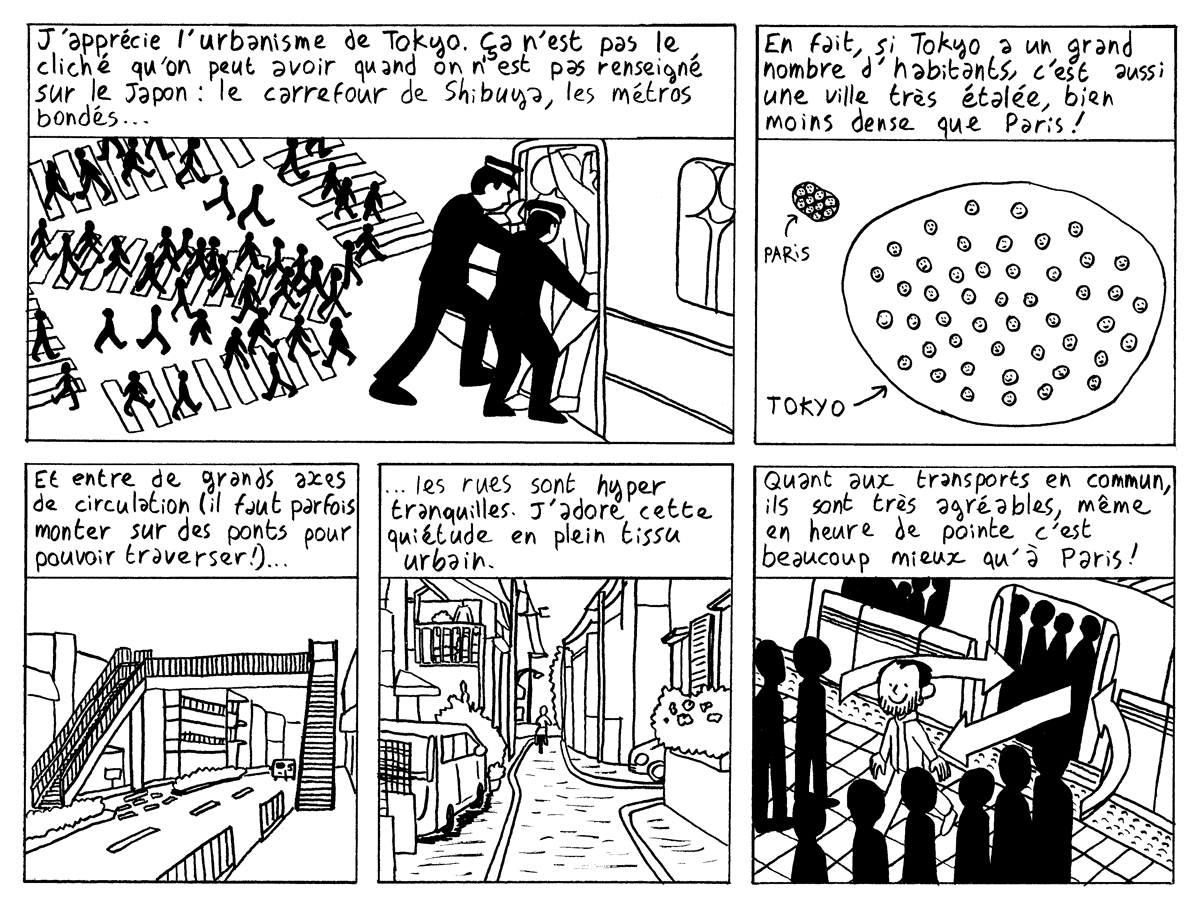 J'apprécie l'urbanisme de Tokyo. Ça n'est pas le
cliché qu'on peut avoir quand on n'est pas renseigné
sur le Japon : le carrefour de Shibuya, les métros
bondés...
En fait, si Tokyo a un grand
nombre d'habitants, c'est aussi
une ville très étalée, bien
moins dense que Paris !
PARIS
TOKYO
Et entre de grands axes
de circulation (il faut parfois
monter sur des ponts pour
pouvoir traverser !)...
...les rues sont hyper
tranquilles. J'adore cette
quiétude en plein tissu
urbain.
Quant aux transports en commun,
ils sont très agréables, même
en heure de pointe c'est
beaucoup mieux qu'à Paris !